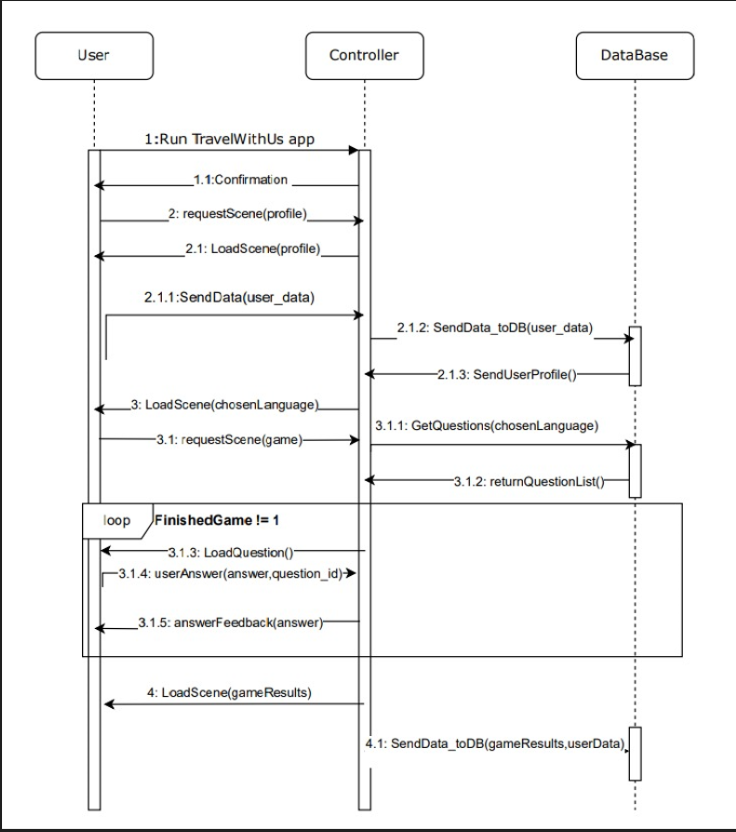 User
Controller
DataBase
1:Run TravelWithUs app
1.1:Confirmation
2: requestScene(profile)
2.1: LoadScene(profile)
2.1.1:SendData(user_data)
2.1.2: SendData_toDB(user_data)
2.1.3: SendUserProfile()
3: LoadScene(chosenLanguage)
3.1: requestScene(game)
3.1.1: GetQuestions(chosenLanguage)
3.1.2: returnQuestionList()
loop
FinishedGame != 1
3.1.3: LoadQuestion()
3.1.4: userAnswer(answer,question_id)
3.1.5: answerFeedback(answer)
4: LoadScene(gameResults)
4.1: SendData_toDB(gameResults,userData)